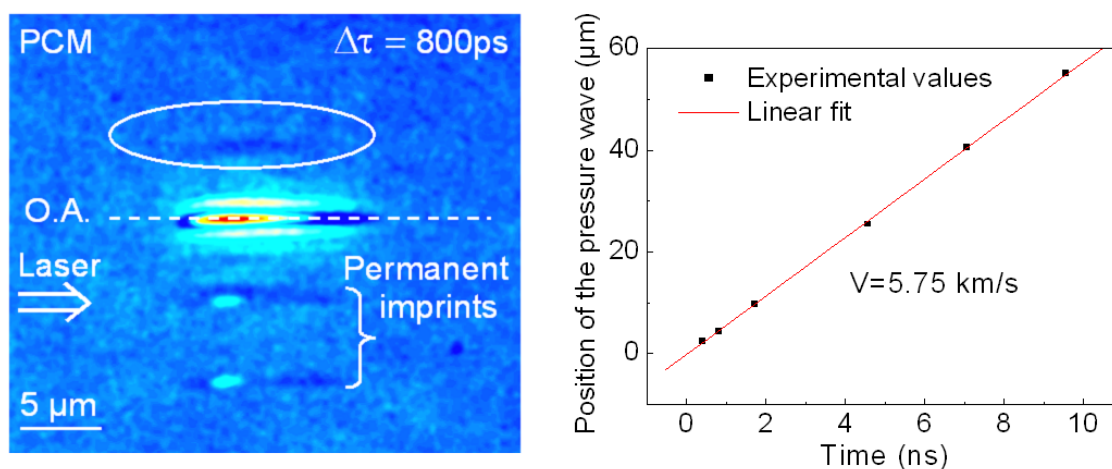 PCM
Δτ = 800ps
O.A.
Laser
Permanent
imprints
5 µm
Position of the pressure wave (µm)
60
40
20
0
Experimental values
Linear fit
V=5.75 km/s
0 2 4 6 8 10
Time (ns)